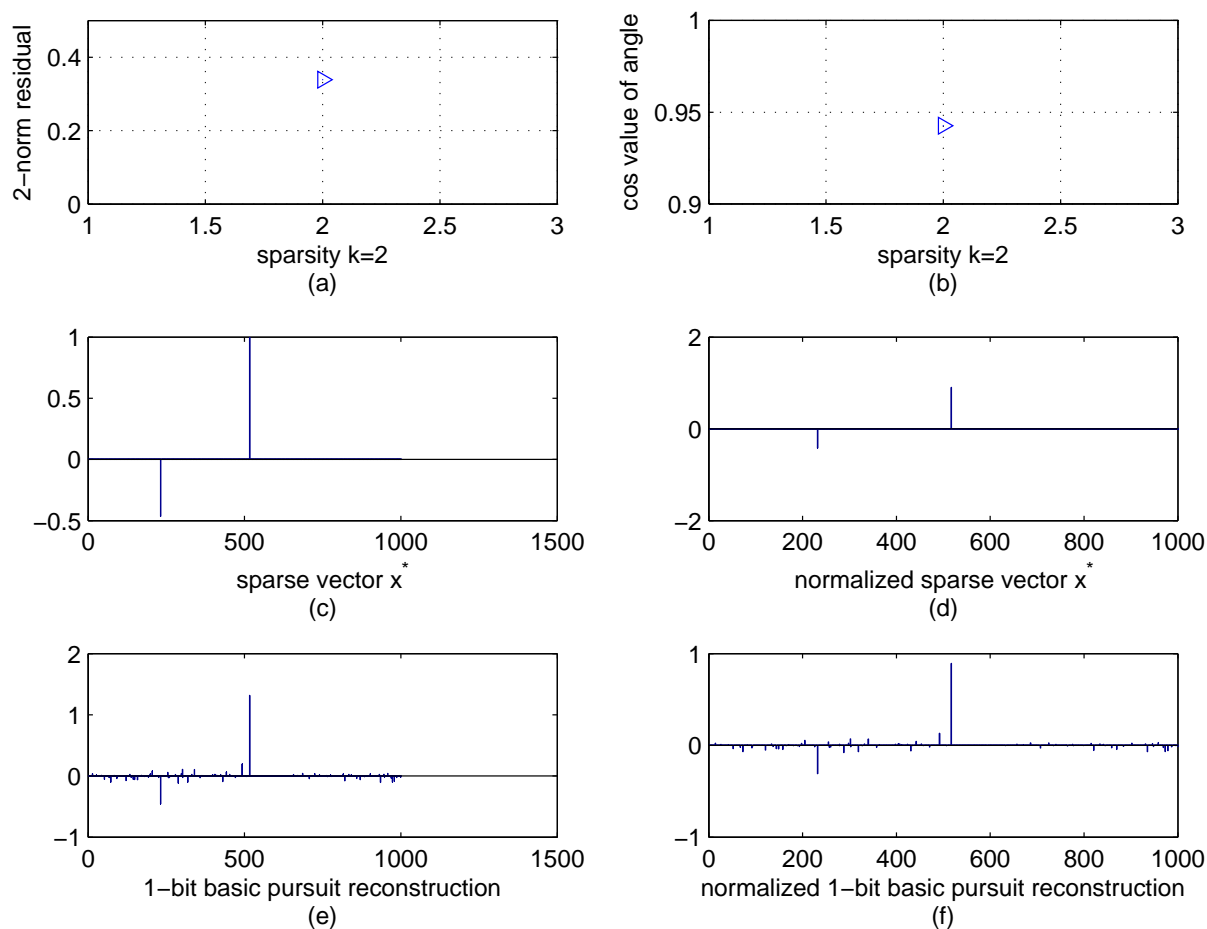 2−norm residual
0.4
0.2
0
1 1.5 2 2.5 3
sparsity k=2
(a)
cos value of angle
1
0.95
0.9
1 1.5 2 2.5 3
sparsity k=2
(b)
1
0.5
0
−0.5
0 500 1000 1500
sparse vector x*
(c)
2
0
−2
0 200 400 600 800 1000
normalized sparse vector x*
(d)
2
1
0
−1
0 500 1000 1500
1−bit basic pursuit reconstruction
(e)
1
0
−1
0 200 400 600 800 1000
normalized 1−bit basic pursuit reconstruction
(f)